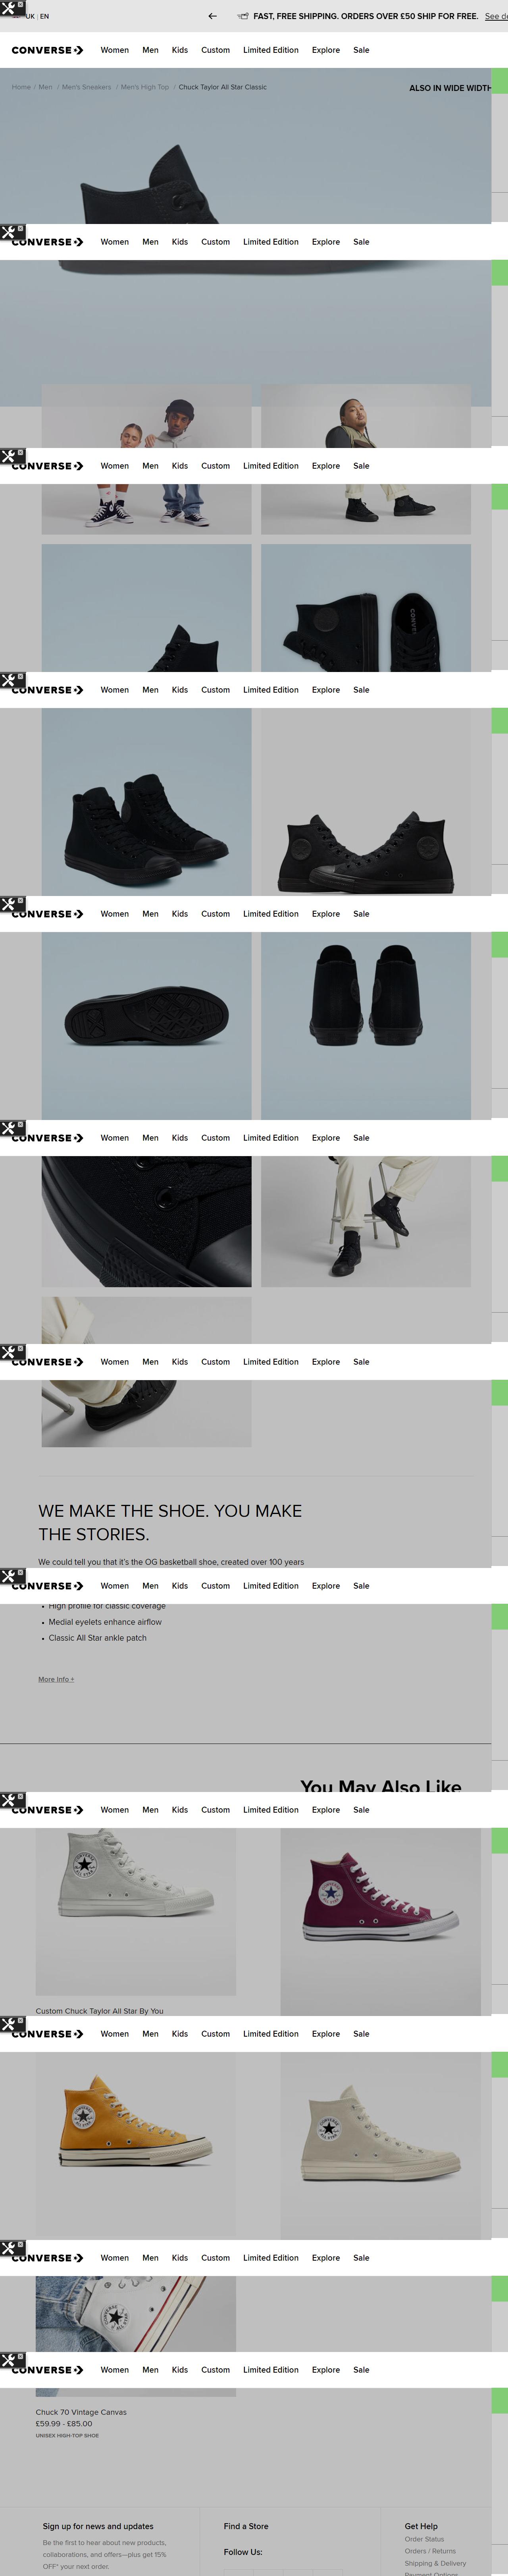 UK | EN
FAST, FREE SHIPPING. ORDERS OVER £50 SHIP FOR FREE. See
CONVERSE Women Men Kids Custom Limited Edition Explore Sale
Home / Men / Men's Sneakers / Men's High Top / Chuck Taylor All Star Classic
ALSO IN WIDE WIDTH
CONVERSE Women Men Kids Custom Limited Edition Explore Sale
CONVERSE Women Men Kids Custom Limited Edition Explore Sale
CONVERSE Women Men Kids Custom Limited Edition Explore Sale
CONVERSE Women Men Kids Custom Limited Edition Explore Sale
CONVERSE Women Men Kids Custom Limited Edition Explore Sale
CONVERSE Women Men Kids Custom Limited Edition Explore Sale
WE MAKE THE SHOE. YOU MAKE
THE STORIES.
We could tell you that it's the OG basketball shoe, created over 100 years
CONVERSE Women Men Kids Custom Limited Edition Explore Sale
• High profile for classic coverage
• Medial eyelets enhance airflow
• Classic All Star ankle patch
More info +
You May Also Like
CONVERSE Women Men Kids Custom Limited Edition Explore Sale
Custom Chuck Taylor All Star By You
CONVERSE Women Men Kids Custom Limited Edition Explore Sale
CONVERSE Women Men Kids Custom Limited Edition Explore Sale
CONVERSE Women Men Kids Custom Limited Edition Explore Sale
Chuck 70 Vintage Canvas
£59.99 - £85.00
UNISEX HIGH-TOP SHOE
Sign up for news and updates
Be the first to hear about new products,
collaborations, and offers—plus get 15%
OFF* your next order.
Find a Store
Follow Us:
Get Help
Order Status
Orders / Returns
Shipping & Delivery
Payment Options